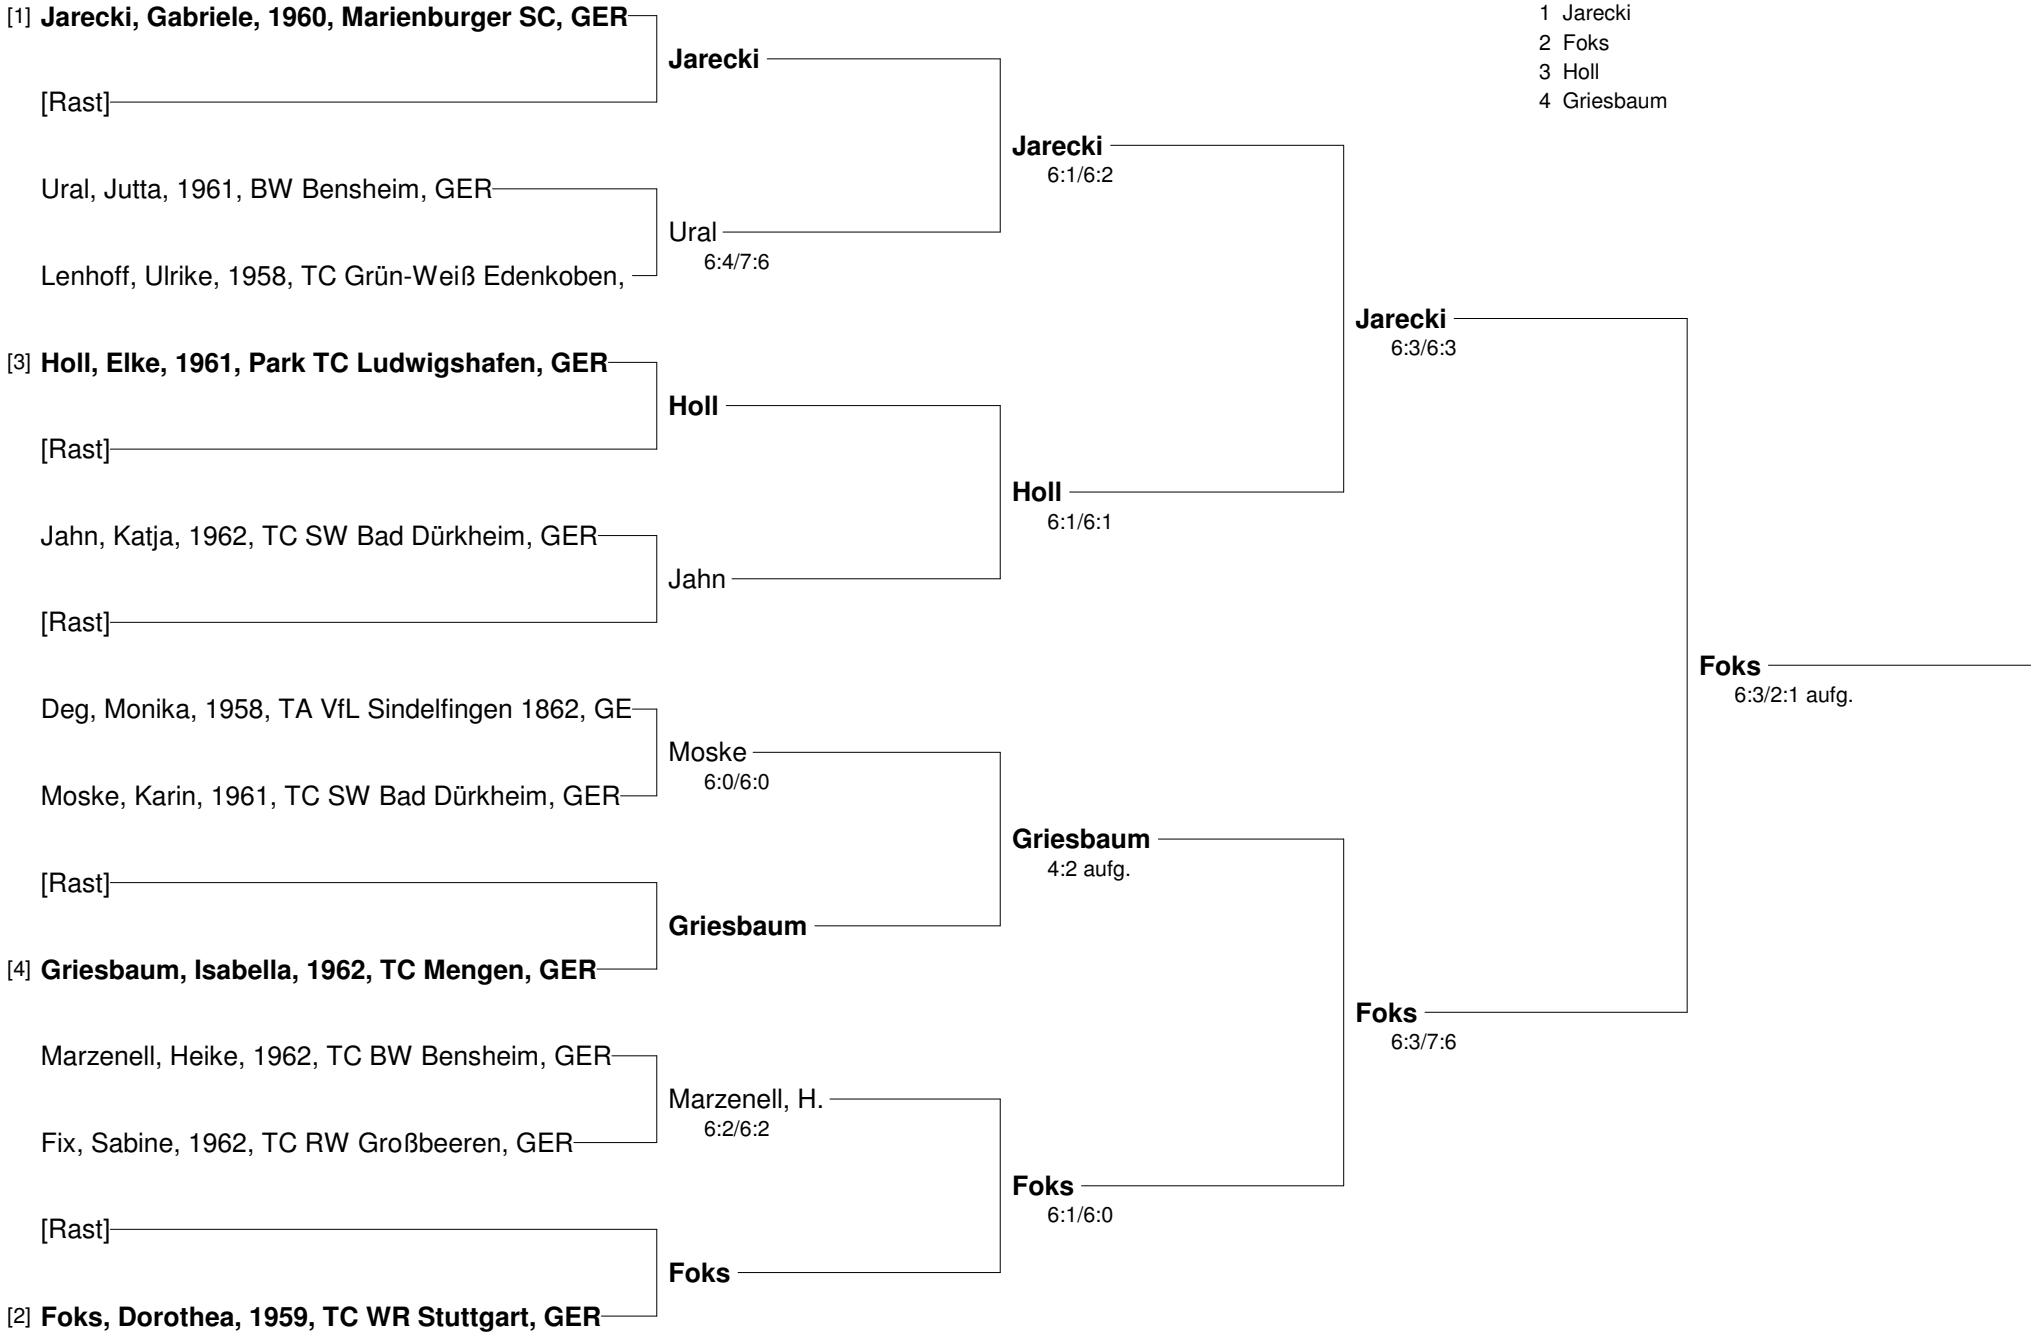 [1] Jarecki, Gabriele, 1960, Marienburger SC, GER
[Rast]
Ural, Jutta, 1961, BW Bensheim, GER
Lenhoff, Ulrike, 1958, TC Grün-Weiß Edenkoben,
[3] Holl, Elke, 1961, Park TC Ludwigshafen, GER
[Rast]
Jahn, Katja, 1962, TC SW Bad Dürkheim, GER
[Rast]
Deg, Monika, 1958, TA VfL Sindelfingen 1862, GE
Moske, Karin, 1961, TC SW Bad Dürkheim, GER
[Rast]
[4] Griesbaum, Isabella, 1962, TC Mengen, GER
Marzenell, Heike, 1962, TC BW Bensheim, GER
Fix, Sabine, 1962, TC RW Großbeeren, GER
[Rast]
[2] Foks, Dorothea, 1959, TC WR Stuttgart, GER
Jarecki
Ural
6:4/7:6
Holl
Jahn
Moske
6:0/6:0
Griesbaum
Marzenell, H.
6:2/6:2
Foks
Jarecki
6:1/6:2
Holl
6:1/6:1
Griesbaum
4:2 aufg.
Foks
6:1/6:0
Jarecki
6:3/6:3
Foks
6:3/7:6
Foks
6:3/2:1 aufg.
1 Jarecki
2 Foks
3 Holl
4 Griesbaum